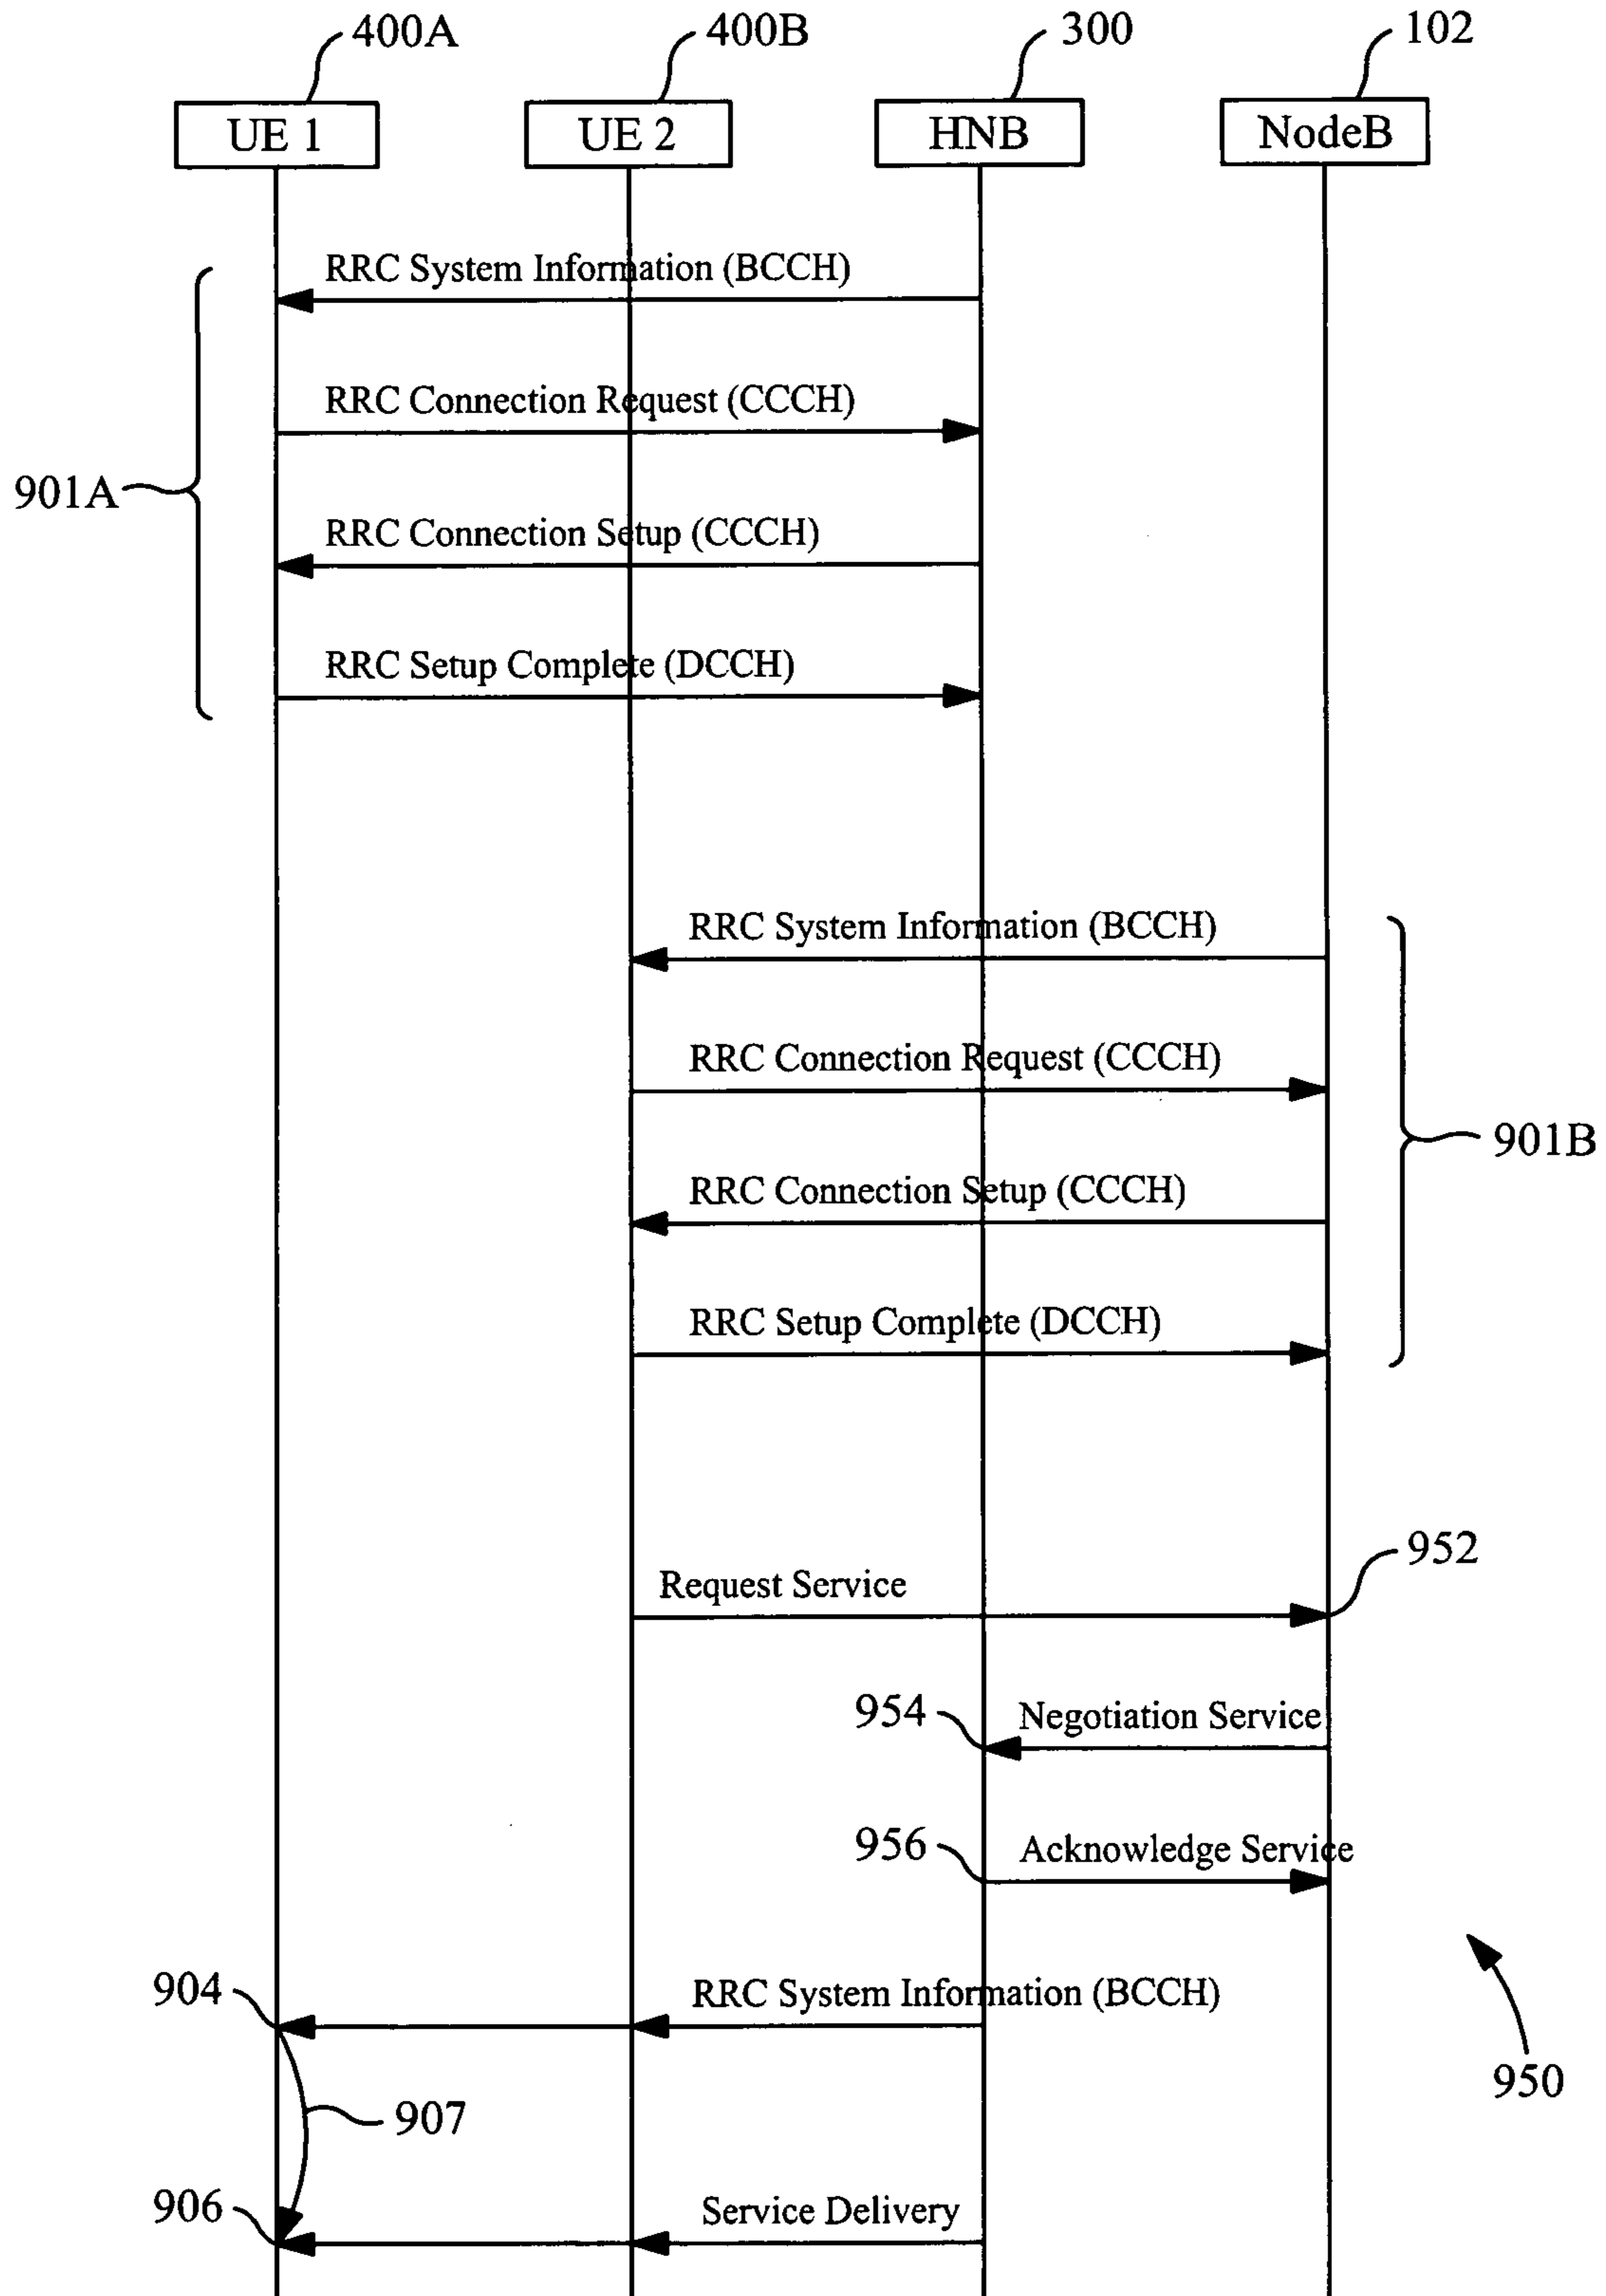 400A
400B
300
102
UE 1
UE 2
HNB
NodeB
RRC System Information (BCCH)
RRC Connection Request (CCCH)
901A
RRC Connection Setup (CCCH)
RRC Setup Complete (DCCH)
RRC System Information (BCCH)
RRC Connection Request (CCCH)
901B
RRC Connection Setup (CCCH)
RRC Setup Complete (DCCH)
952
Request Service
954
Negotiation Service
956
Acknowledge Service
904
RRC System Information (BCCH)
950
907
906
Service Delivery